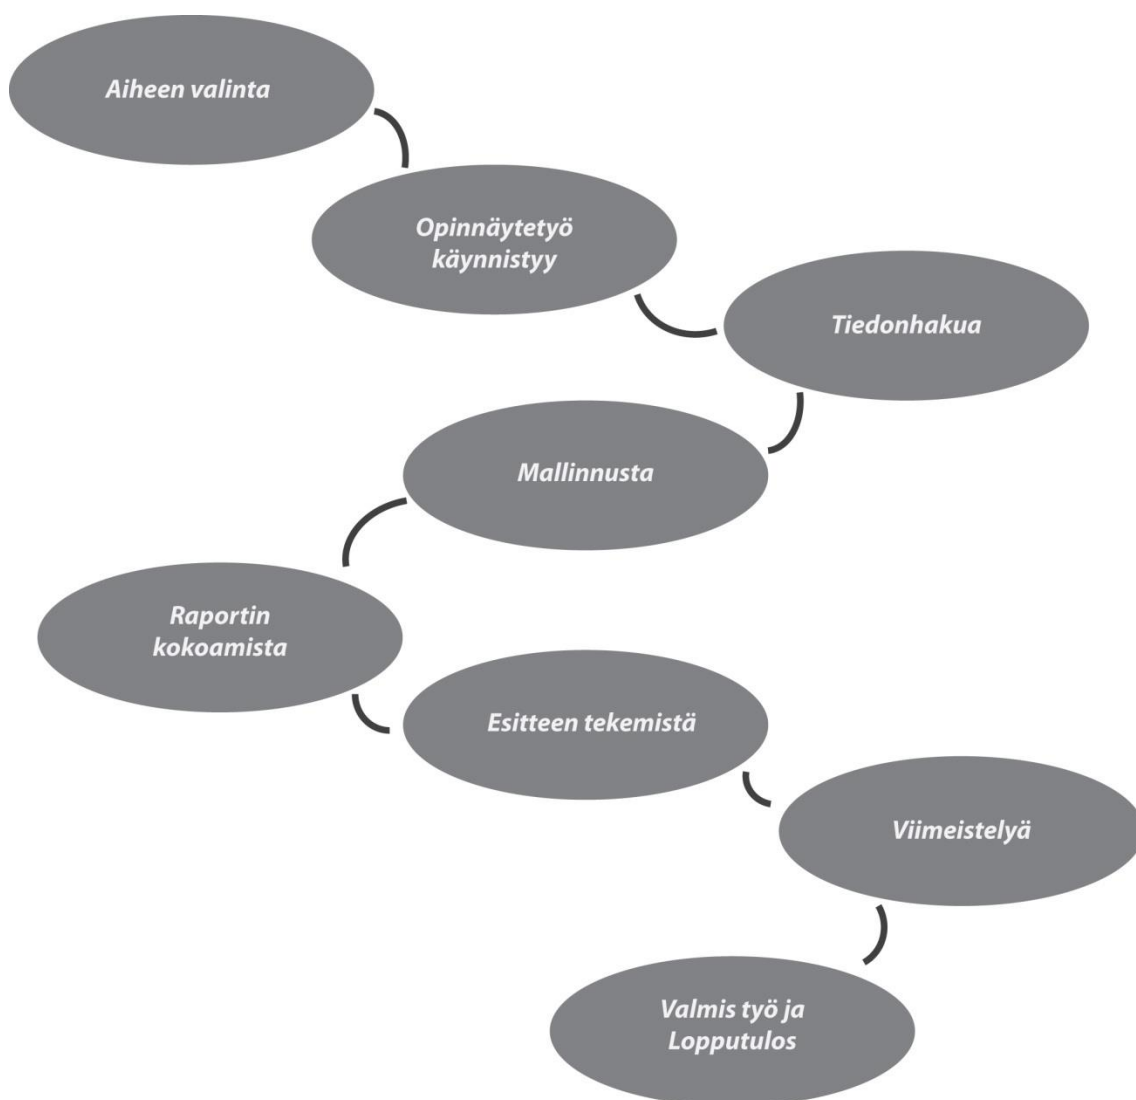 Aiheen valinta
Opinnäytetyö
käynnistyy
Tiedonhakua
Mallinnusta
Raportin
kokoamista
Esitteen tekemistä
Viimeistelyä
Valmis työ ja
Lopputulos